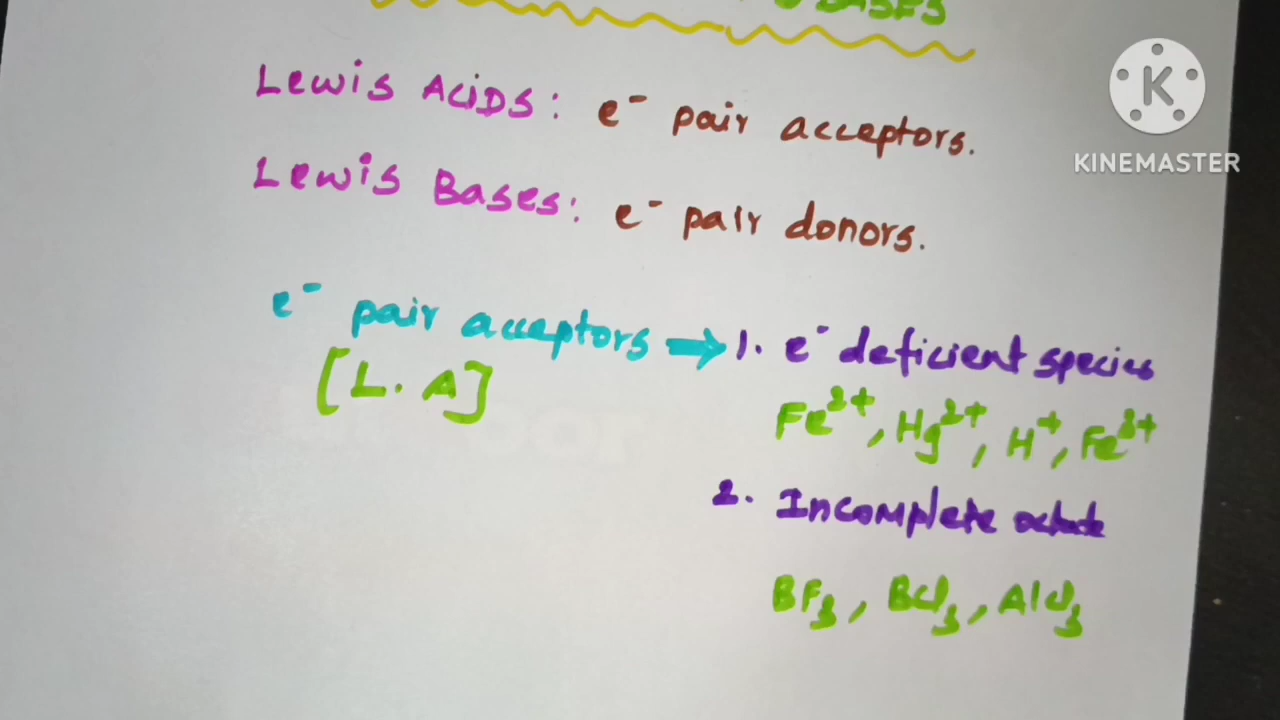 BASES
Lewis ACIDS: e⁻ pair acceptors.
Lewis Bases: e⁻ pair donors.
e⁻ pair acceptors → 1. e⁻ deficient species
[L. A]
Fe²⁺, Hg²⁺, H⁺, Fe³⁺
2. Incomplete
BF₃, BCl₃, AlCl₃
K
KINEMASTER